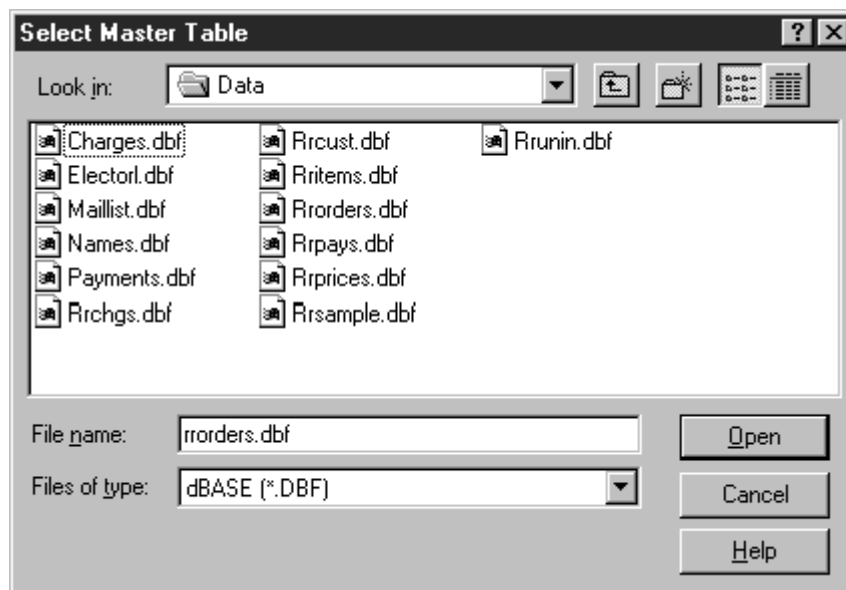 Select Master Table
Look in: Data
Charges.dbf Rrcust.dbf Rrunin.dbf
Electorl.dbf Rritems.dbf
Maillist.dbf Rrorders.dbf
Names.dbf Rrpays.dbf
Payments.dbf Rrprices.dbf
Rrchgs.dbf Rrsample.dbf
File name: rrorders.dbf Open
Files of type: dBASE (*.DBF) Cancel
Help